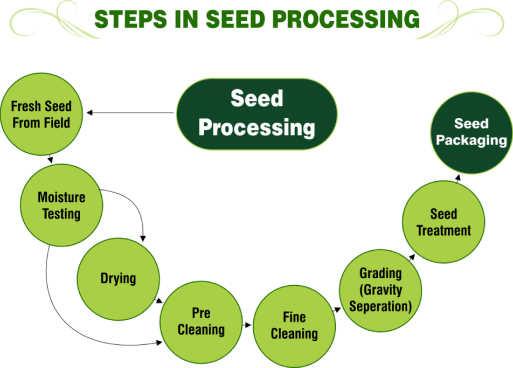 STEPS IN SEED PROCESSING
Seed
Processing
Fresh Seed
From Field
Moisture
Testing
Drying
Pre
Cleaning
Fine
Cleaning
Grading
(Gravity
Seperation)
Seed
Treatment
Seed
Packaging